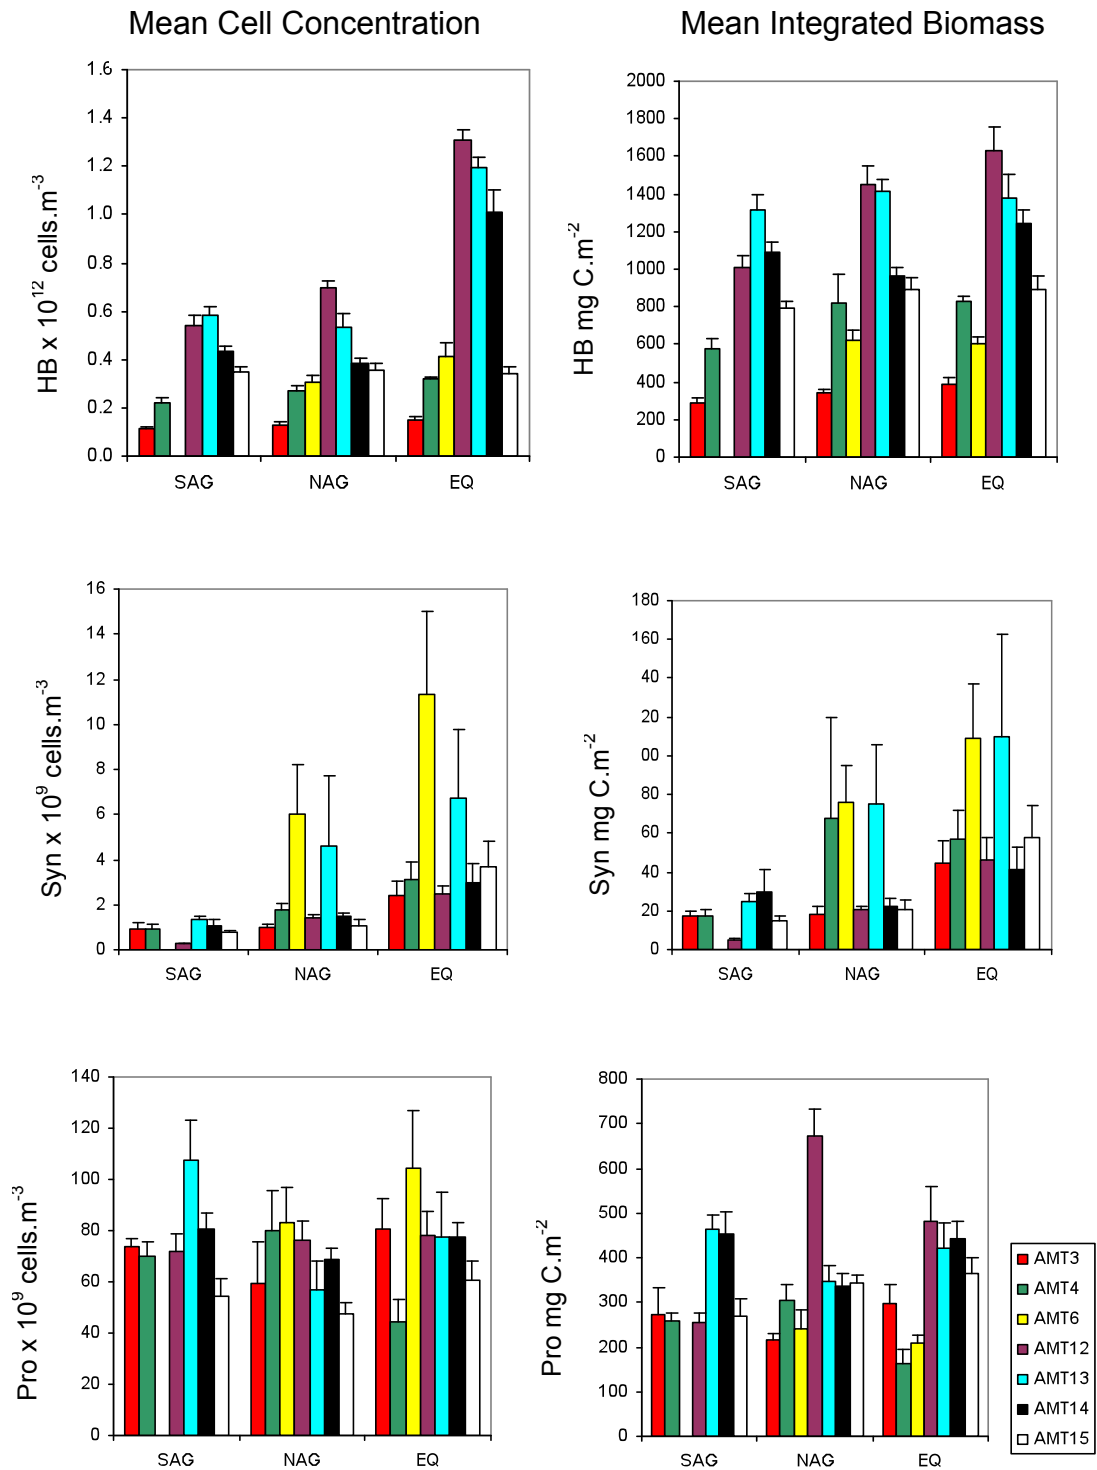 Mean Cell Concentration
Mean Integrated Biomass
HB x 10^12 cells.m^-3
1.6
1.4
1.2
1.0
0.8
0.6
0.4
0.2
0.0
SAG NAG EQ
HB mg C.m^-2
2000
1800
1600
1400
1200
1000
800
600
400
200
0
SAG NAG EQ
Syn x 10^9 cells.m^-3
16
14
12
10
8
6
4
2
0
SAG NAG EQ
Syn mg C.m^-2
180
160
40
20
00
80
60
40
20
0
SAG NAG EQ
Pro x 10^9 cells.m^-3
140
120
100
80
60
40
20
0
SAG NAG EQ
Pro mg C.m^-2
800
700
600
500
400
300
200
100
0
SAG NAG EQ
AMT3
AMT4
AMT6
AMT12
AMT13
AMT14
AMT15